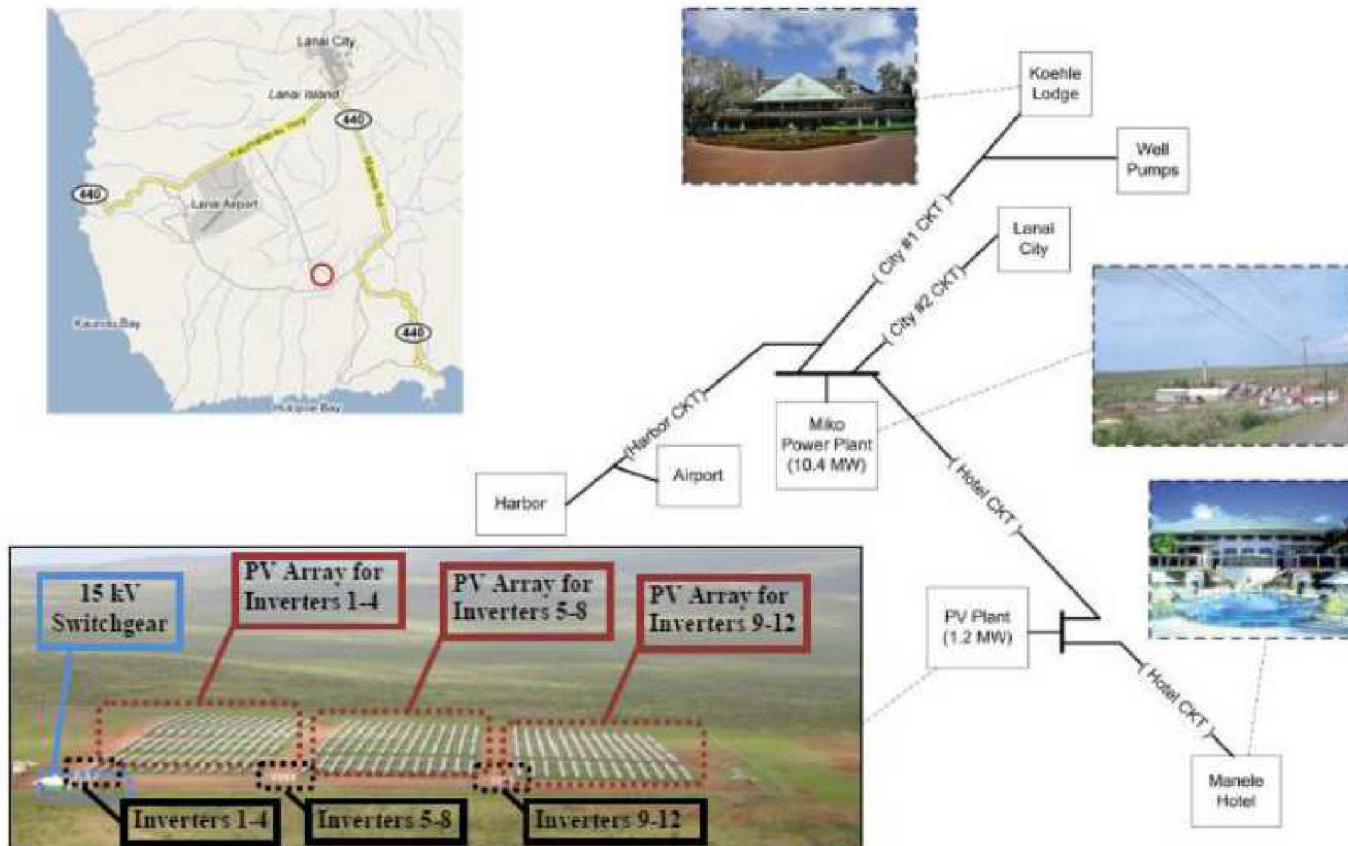 Lanai City
Lanai Island
440
Kaumalapau Hwy
Manele Rd
440
Lanai Airport
440
Kaunolu Bay
Koehle
Lodge
Well
Pumps
( City #1 CKT )
Lanai
City
( City #2 CKT )
(Harbor CKT)
Miko
Power Plant
(10.4 MW)
Airport
Harbor
( Hotel CKT )
PV Plant
(1.2 MW)
( Hotel CKT )
Manele
Hotel
15 kV
Switchgear
PV Array for
Inverters 1-4
PV Array for
Inverters 5-8
PV Array for
Inverters 9-12
Inverters 1-4
Inverters 5-8
Inverters 9-12